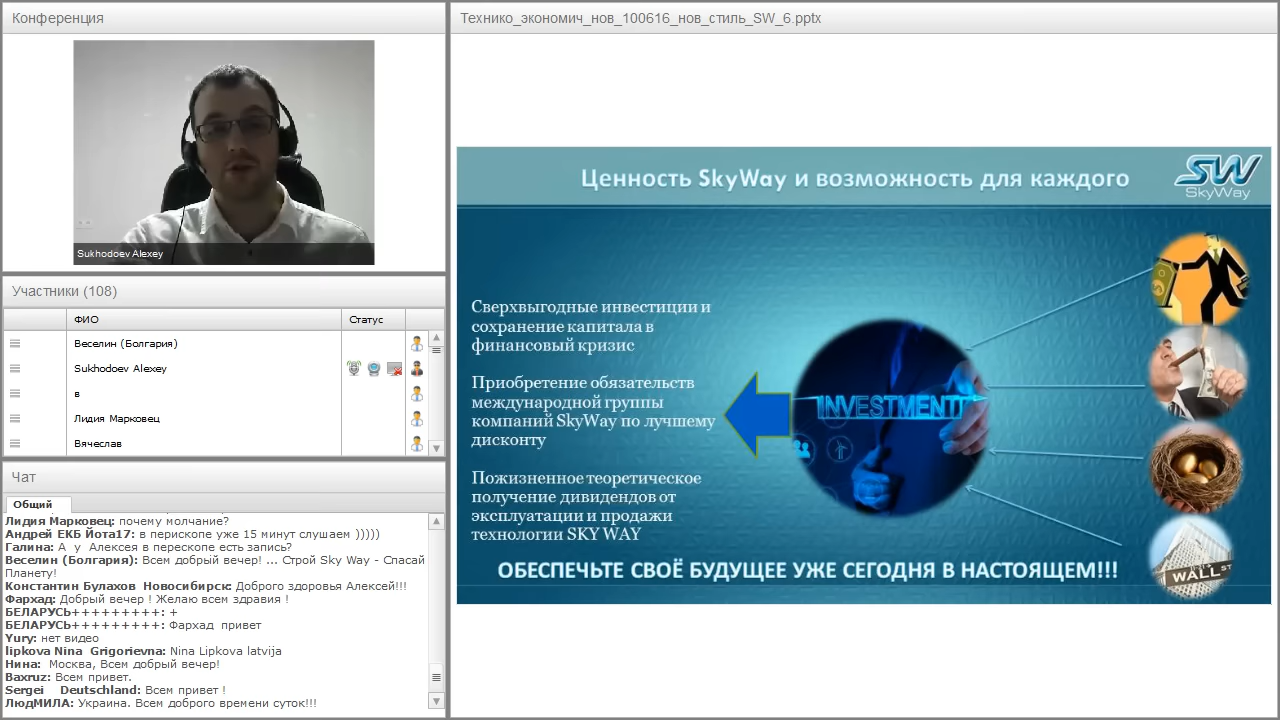 Конференция
Sukhodoev Alexey
Участники (108)
ФИО
Статус
Веселин (Болгария)
Sukhodoev Alexey
в
Лидия Марковец
Вячеслав
Чат
Общий
Лидия Марковец: почему молчание?
Андрей ЕКБ Йота17: в перископе уже 15 минут слушаем )))))
Галина: А у Алексея в перескопе есть запись?
Веселин (Болгария): Всем добрый вечер! ... Строй Sky Way - Спасай
Планету!
Константин Булахов Новосибирск: Доброго здоровья Алексей!!!
Фархад: Добрый вечер ! Желаю всем здравия !
БЕЛАРУСЬ+++++++++: +
БЕЛАРУСЬ+++++++++: Фархад привет
Yury: нет видео
lipkova Nina Grigorievna: Nina Lipkova latvija
Нина: Москва, Всем добрый вечер!
Baxruz: Всем привет.
Sergei Deutschland: Всем привет !
ЛюдМИЛА: Украина. Всем доброго времени суток!!!
Технико_экономич_нов_100616_нов_стиль_SW_6.pptx
Ценность SkyWay и возможность для каждого
SW
SkyWay
Сверхвыгодные инвестиции и
сохранение капитала в
финансовый кризис
Приобретение обязательств
международной группы
компаний SkyWay по лучшему
дисконту
Пожизненное теоретическое
получение дивидендов от
эксплуатации и продажи
технологии SKY WAY
INVESTMENT
WALL ST
ОБЕСПЕЧЬТЕ СВОЁ БУДУЩЕЕ УЖЕ СЕГОДНЯ В НАСТОЯЩЕМ!!!